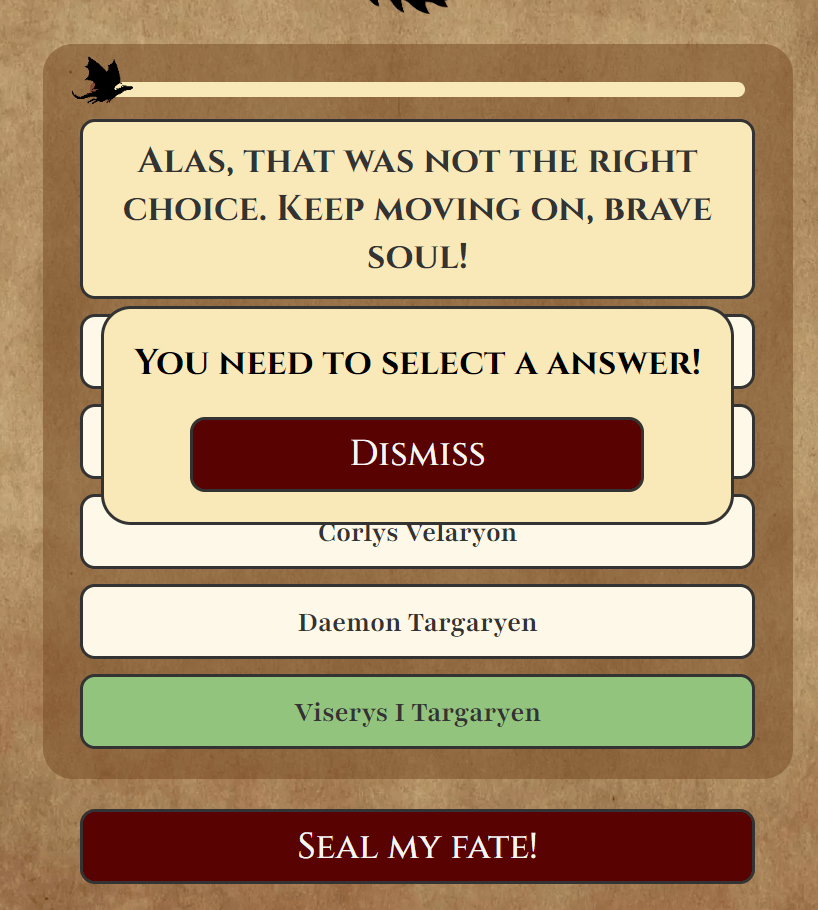 Alas, that was not the right
choice. Keep moving on, brave
soul!
You need to select a answer!
Dismiss
Corlys Velaryon
Daemon Targaryen
Viserys I Targaryen
Seal my fate!